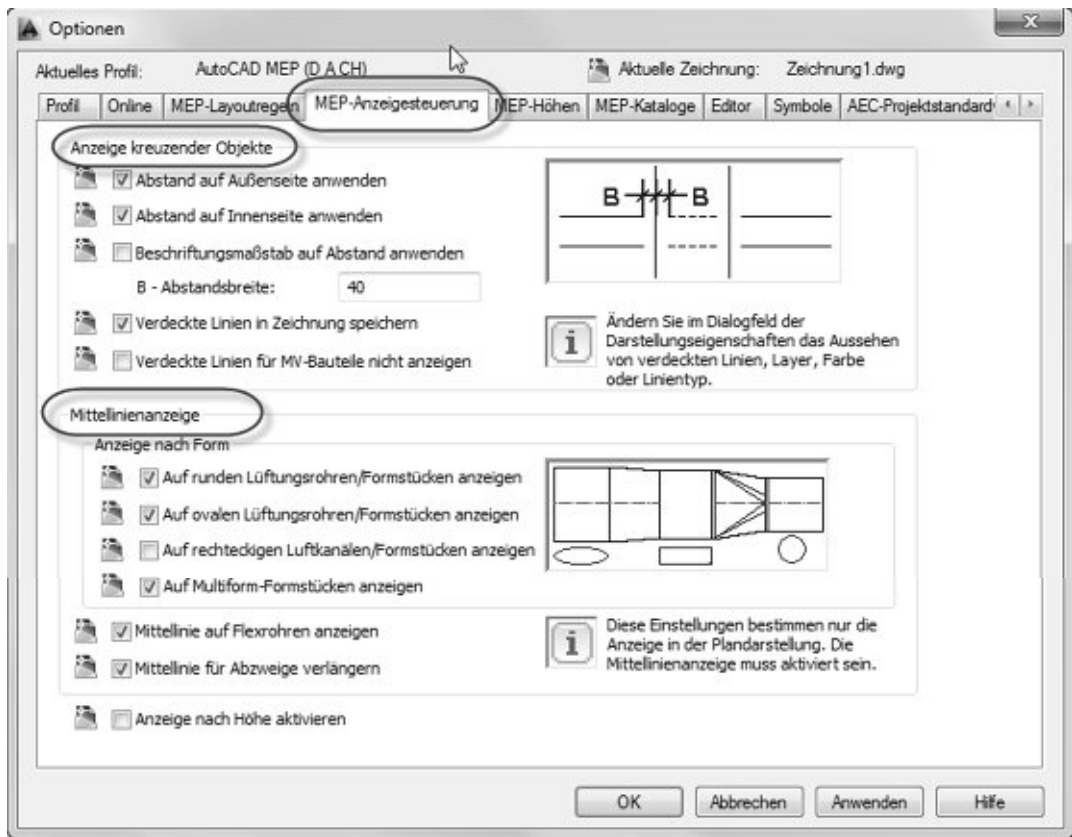 Optionen
Aktuelles Profil: AutoCAD MEP (D A CH) Aktuelle Zeichnung: Zeichnung1.dwg
Profil Online MEP-Layoutregeln MEP-Anzeigesteuerung MEP-Höhen MEP-Kataloge Editor Symbole AEC-Projektstandard
Anzeige kreuzender Objekte
Abstand auf Außenseite anwenden
Abstand auf Innenseite anwenden
Beschriftungsmaßstab auf Abstand anwenden
B - Abstandsbreite: 40
Verdeckte Linien in Zeichnung speichern
Verdeckte Linien für MV-Bauteile nicht anzeigen
B B
Ändern Sie im Dialogfeld der
Darstellungseigenschaften das Aussehen
von verdeckten Linien, Layer, Farbe
oder Linientyp.
Mittellinienanzeige
Anzeige nach Form
Auf runden Lüftungsrohren/Formstücken anzeigen
Auf ovalen Lüftungsrohren/Formstücken anzeigen
Auf rechteckigen Luftkanälen/Formstücken anzeigen
Auf Multiform-Formstücken anzeigen
Mittellinie auf Flexrohren anzeigen
Mittellinie für Abzweige verlängern
Diese Einstellungen bestimmen nur die
Anzeige in der Plandarstellung. Die
Mittellinienanzeige muss aktiviert sein.
Anzeige nach Höhe aktivieren
OK Abbrechen Anwenden Hilfe